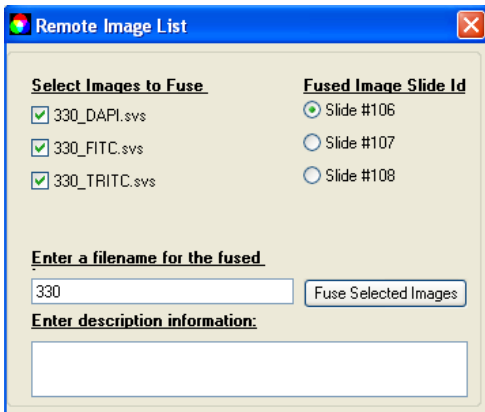 Remote Image List
Select Images to Fuse
Fused Image Slide Id
330_DAPI.svs
Slide #106
330_FITC.svs
Slide #107
330_TRITC.svs
Slide #108
Enter a filename for the fused
330
Fuse Selected Images
Enter description information: